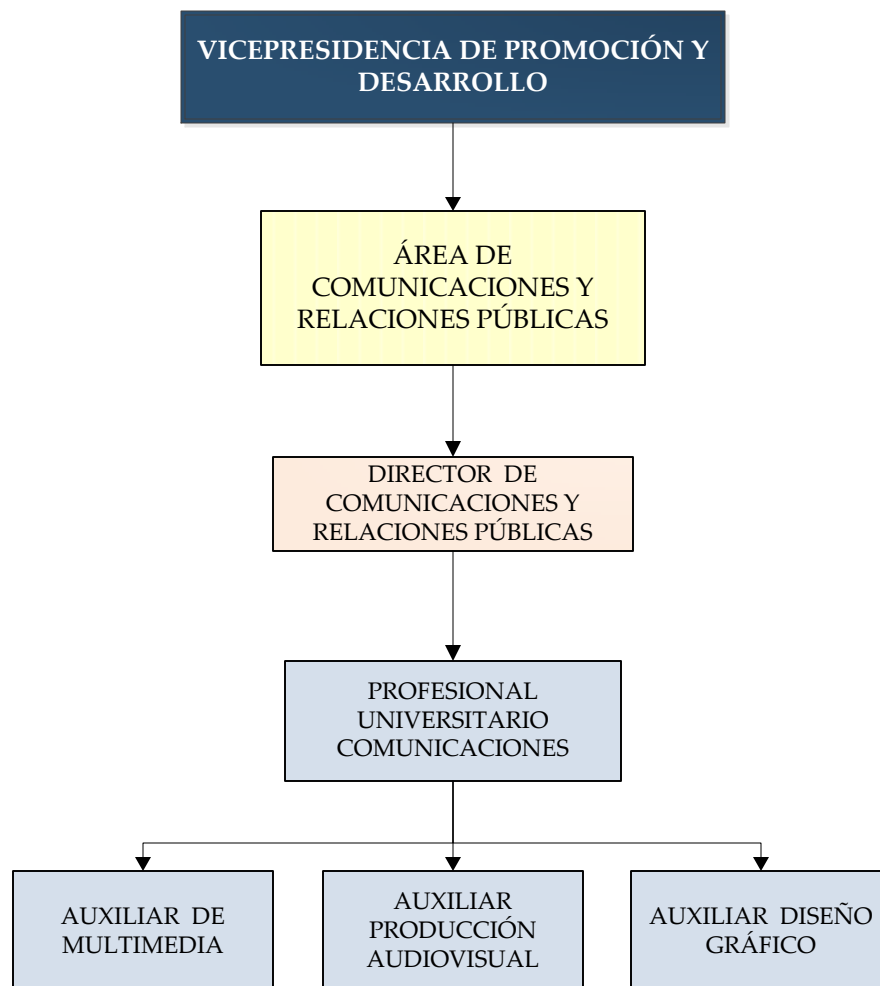 VICEPRESIDENCIA DE PROMOCIÓN Y
DESARROLLO
ÁREA DE
COMUNICACIONES Y
RELACIONES PÚBLICAS
DIRECTOR DE
COMUNICACIONES Y
RELACIONES PÚBLICAS
PROFESIONAL
UNIVERSITARIO
COMUNICACIONES
AUXILIAR DE
MULTIMEDIA
AUXILIAR
PRODUCCIÓN
AUDIOVISUAL
AUXILIAR DISEÑO
GRÁFICO